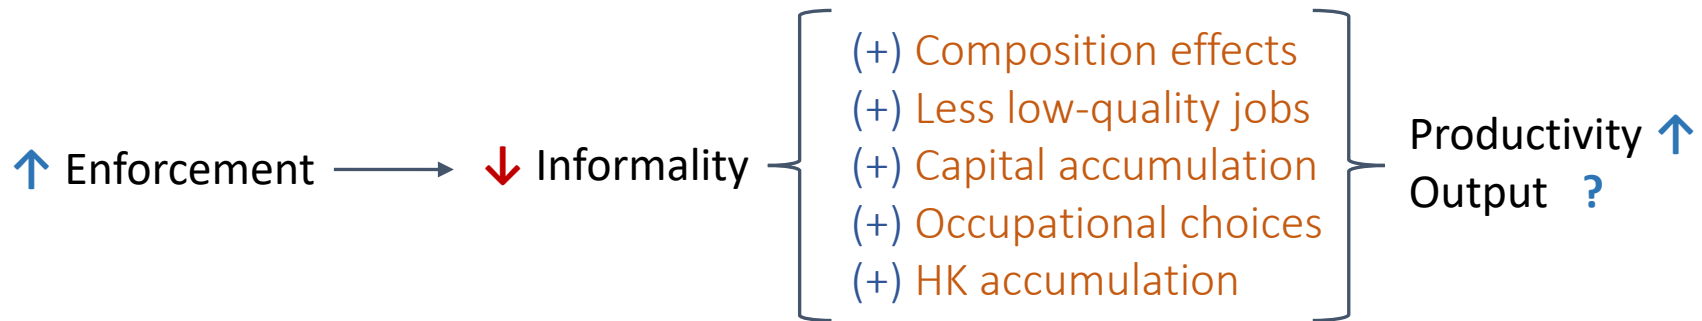 (+) Composition effects
(+) Less low-quality jobs
↑ Enforcement → ↓ Informality (+) Capital accumulation Productivity ↑
Output ?
(+) Occupational choices
(+) HK accumulation